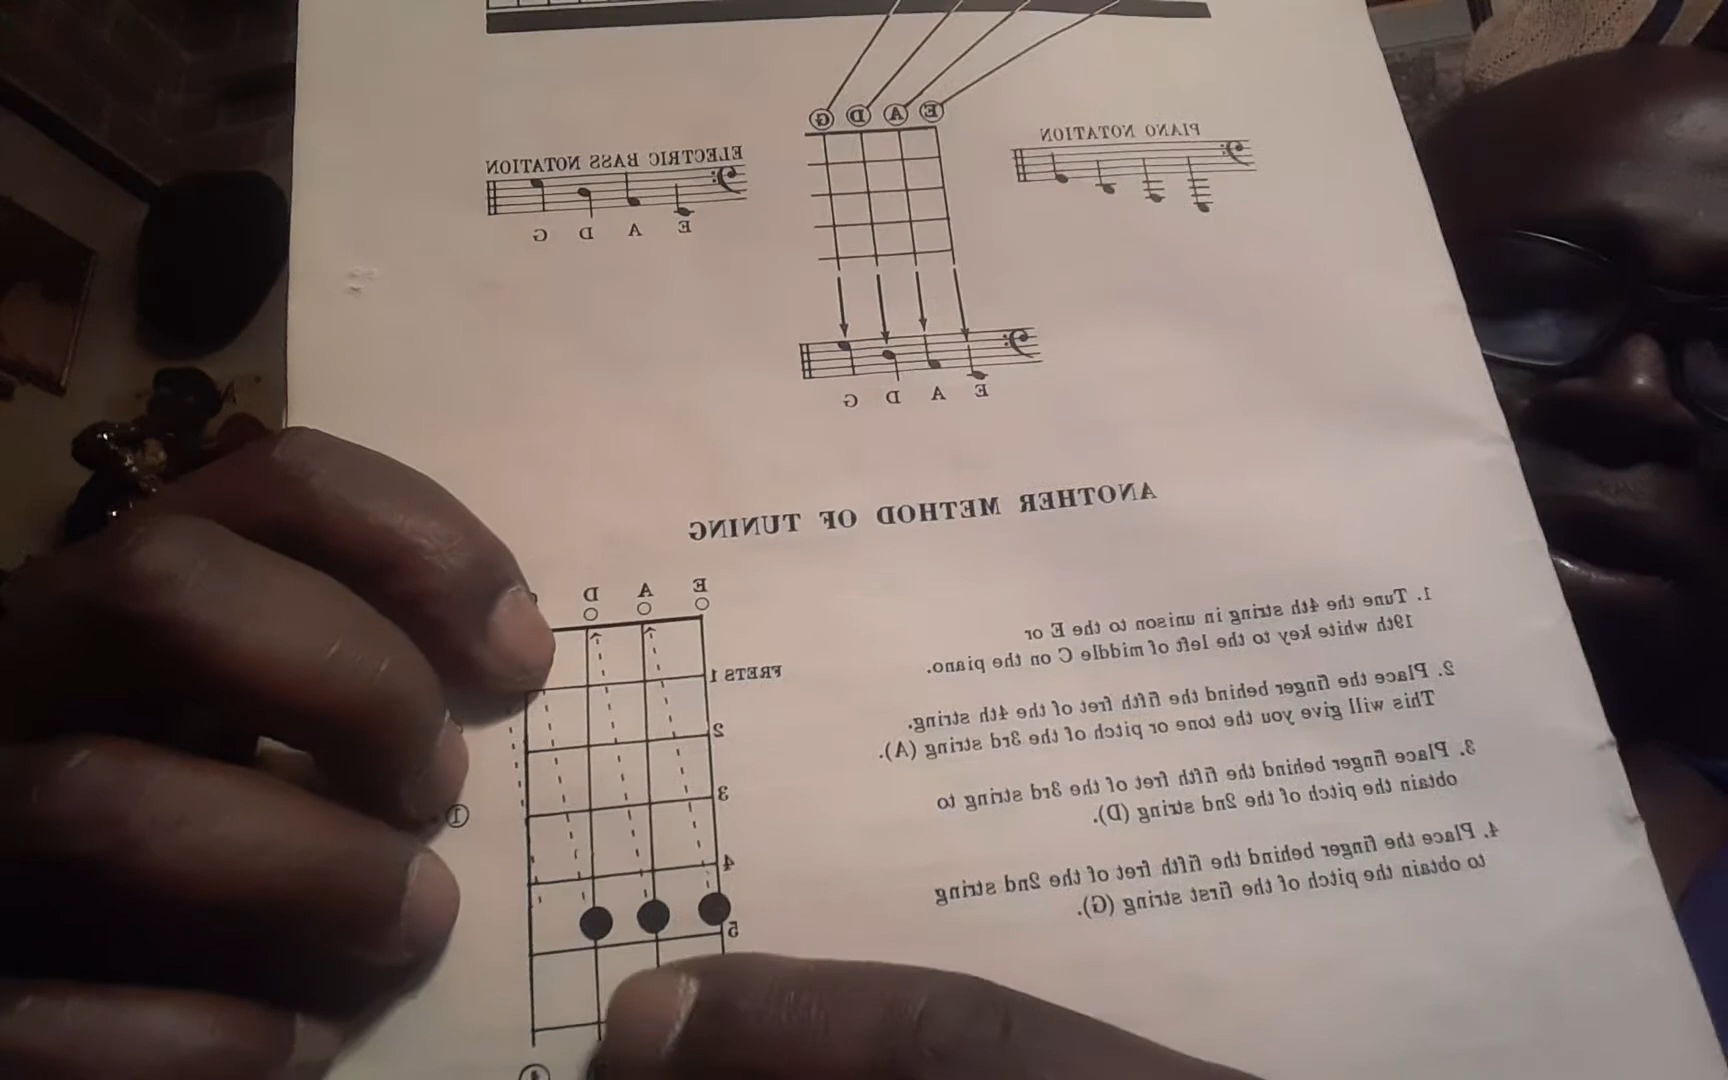 G D A E
PIANO NOTATION
ELECTRIC BASS NOTATION
E A D G
E A D G
ANOTHER METHOD OF TUNING
1. Tune the 4th string in unison to the E or
19th white key to the left of middle C on the piano.
2. Place the finger behind the fifth fret of the 4th string.
This will give you the tone or pitch of the 3rd string (A).
3. Place finger behind the fifth fret of the 3rd string to
obtain the pitch of the 2nd string (D).
4. Place the finger behind the fifth fret of the 2nd string
to obtain the pitch of the first string (G).
E A D
FRETS 1
2
3
4
5
1